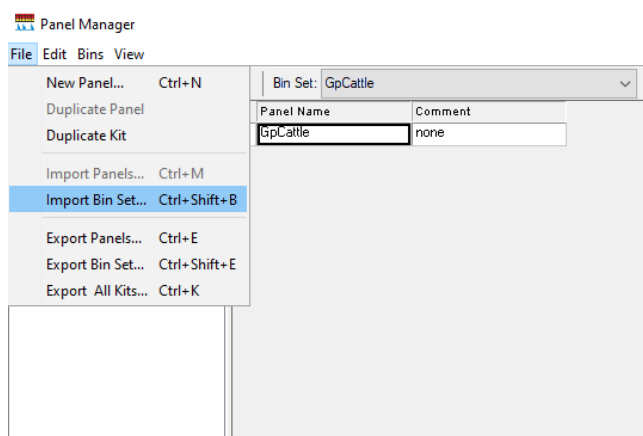 Panel Manager
File Edit Bins View
New Panel... Ctrl+N
Duplicate Panel
Duplicate Kit
Import Panels... Ctrl+M
Import Bin Set... Ctrl+Shift+B
Export Panels... Ctrl+E
Export Bin Set... Ctrl+Shift+E
Export All Kits... Ctrl+K
Bin Set: GpCattle
Panel Name Comment
GpCattle none